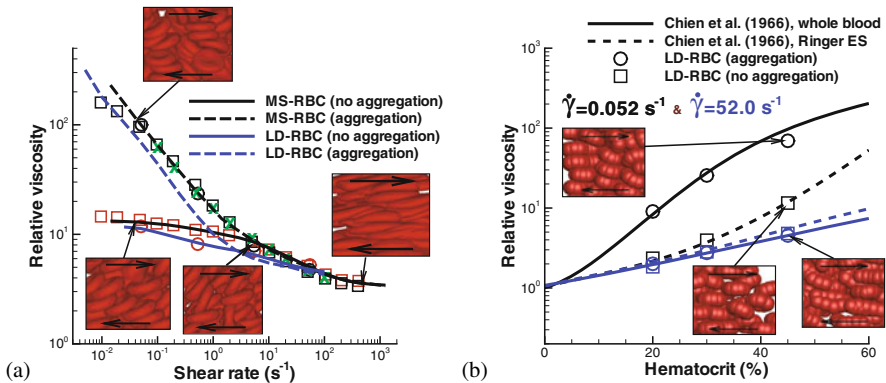 (a)
Relative viscosity
10³
10²
10¹
10⁰
10⁻² 10⁻¹ 10⁰ 10¹ 10² 10³
Shear rate (s⁻¹)
MS-RBC (no aggregation)
MS-RBC (aggregation)
LD-RBC (no aggregation)
LD-RBC (aggregation)
(b)
Chien et al. (1966), whole blood
Chien et al. (1966), Ringer ES
LD-RBC (aggregation)
LD-RBC (no aggregation)
γ̇=0.052 s⁻¹ & γ̇=52.0 s⁻¹
Relative viscosity
10³
10²
10¹
10⁰
0 20 40 60
Hematocrit (%)